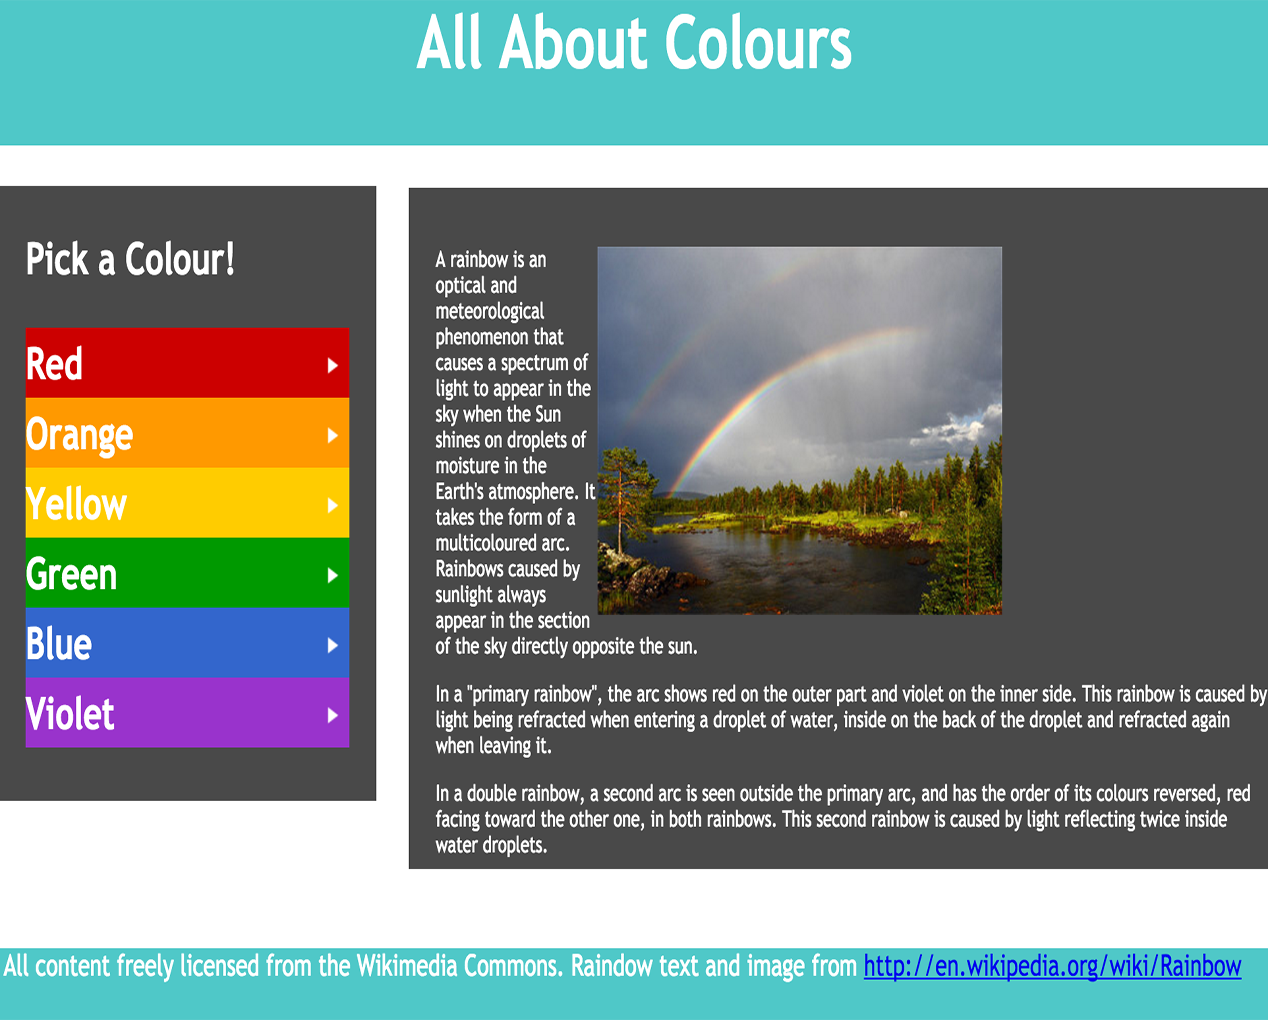 All About Colours
Pick a Colour!
Red
Orange
Yellow
Green
Blue
Violet
A rainbow is an
optical and
meteorological
phenomenon that
causes a spectrum of
light to appear in the
sky when the Sun
shines on droplets of
moisture in the
Earth's atmosphere. It
takes the form of a
multicoloured arc.
Rainbows caused by
sunlight always
appear in the section
of the sky directly opposite the sun.
In a "primary rainbow", the arc shows red on the outer part and violet on the inner side. This rainbow is caused by
light being refracted when entering a droplet of water, inside on the back of the droplet and refracted again
when leaving it.
In a double rainbow, a second arc is seen outside the primary arc, and has the order of its colours reversed, red
facing toward the other one, in both rainbows. This second rainbow is caused by light reflecting twice inside
water droplets.
All content freely licensed from the Wikimedia Commons. Raindow text and image from http://en.wikipedia.org/wiki/Rainbow